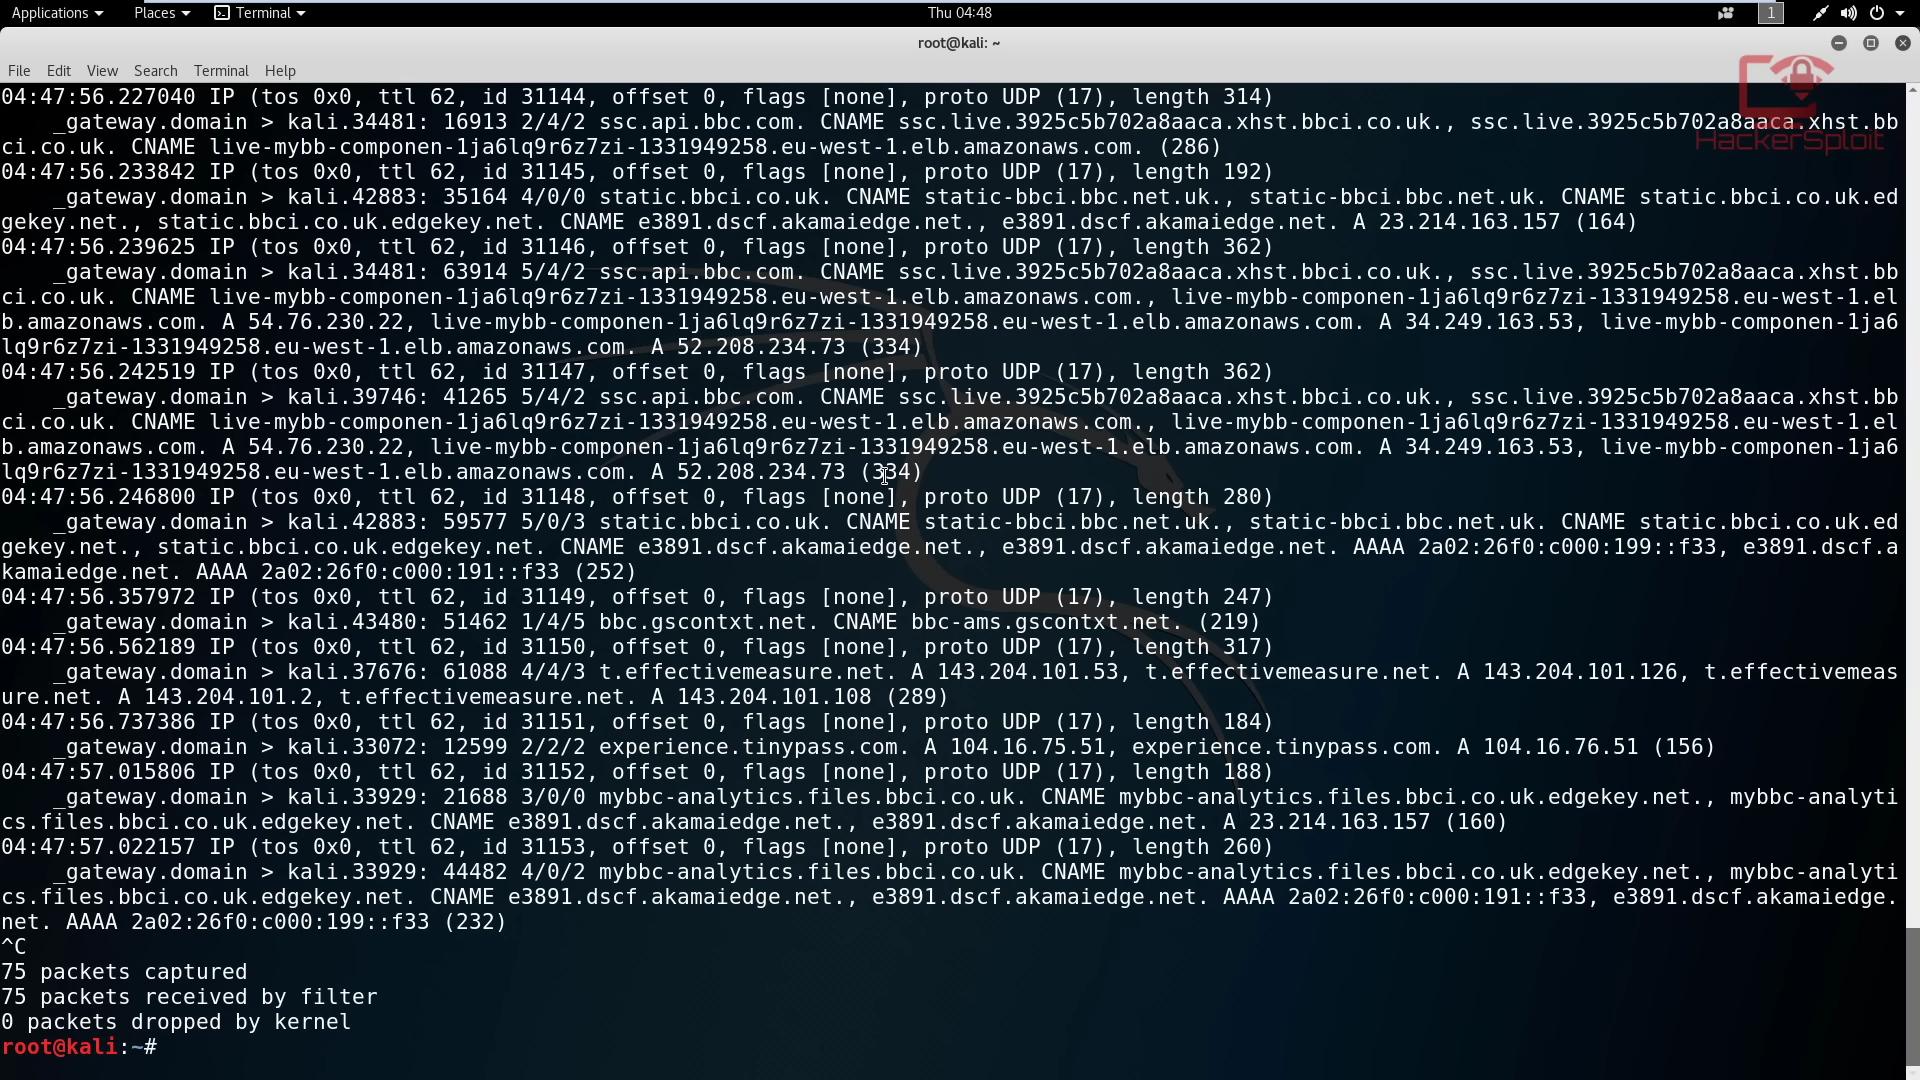 Applications Places Terminal Thu 04:48 1
root@kali: ~
File Edit View Search Terminal Help
HackerSploit
04:47:56.227040 IP (tos 0x0, ttl 62, id 31144, offset 0, flags [none], proto UDP (17), length 314)
    _gateway.domain > kali.34481: 16913 2/4/2 ssc.api.bbc.com. CNAME ssc.live.3925c5b702a8aaca.xhst.bbci.co.uk., ssc.live.3925c5b702a8aaca.xhst.bb
ci.co.uk. CNAME live-mybb-componen-1ja6lq9r6z7zi-1331949258.eu-west-1.elb.amazonaws.com. (286)
04:47:56.233842 IP (tos 0x0, ttl 62, id 31145, offset 0, flags [none], proto UDP (17), length 192)
    _gateway.domain > kali.42883: 35164 4/0/0 static.bbci.co.uk. CNAME static-bbci.bbc.net.uk., static-bbci.bbc.net.uk. CNAME static.bbci.co.uk.ed
gekey.net., static.bbci.co.uk.edgekey.net. CNAME e3891.dscf.akamaiedge.net., e3891.dscf.akamaiedge.net. A 23.214.163.157 (164)
04:47:56.239625 IP (tos 0x0, ttl 62, id 31146, offset 0, flags [none], proto UDP (17), length 362)
    _gateway.domain > kali.34481: 63914 5/4/2 ssc.api.bbc.com. CNAME ssc.live.3925c5b702a8aaca.xhst.bbci.co.uk., ssc.live.3925c5b702a8aaca.xhst.bb
ci.co.uk. CNAME live-mybb-componen-1ja6lq9r6z7zi-1331949258.eu-west-1.elb.amazonaws.com., live-mybb-componen-1ja6lq9r6z7zi-1331949258.eu-west-1.el
b.amazonaws.com. A 54.76.230.22, live-mybb-componen-1ja6lq9r6z7zi-1331949258.eu-west-1.elb.amazonaws.com. A 34.249.163.53, live-mybb-componen-1ja6
lq9r6z7zi-1331949258.eu-west-1.elb.amazonaws.com. A 52.208.234.73 (334)
04:47:56.242519 IP (tos 0x0, ttl 62, id 31147, offset 0, flags [none], proto UDP (17), length 362)
    _gateway.domain > kali.39746: 41265 5/4/2 ssc.api.bbc.com. CNAME ssc.live.3925c5b702a8aaca.xhst.bbci.co.uk., ssc.live.3925c5b702a8aaca.xhst.bb
ci.co.uk. CNAME live-mybb-componen-1ja6lq9r6z7zi-1331949258.eu-west-1.elb.amazonaws.com., live-mybb-componen-1ja6lq9r6z7zi-1331949258.eu-west-1.el
b.amazonaws.com. A 54.76.230.22, live-mybb-componen-1ja6lq9r6z7zi-1331949258.eu-west-1.elb.amazonaws.com. A 34.249.163.53, live-mybb-componen-1ja6
lq9r6z7zi-1331949258.eu-west-1.elb.amazonaws.com. A 52.208.234.73 (334)
04:47:56.246800 IP (tos 0x0, ttl 62, id 31148, offset 0, flags [none], proto UDP (17), length 280)
    _gateway.domain > kali.42883: 59577 5/0/3 static.bbci.co.uk. CNAME static-bbci.bbc.net.uk., static-bbci.bbc.net.uk. CNAME static.bbci.co.uk.ed
gekey.net., static.bbci.co.uk.edgekey.net. CNAME e3891.dscf.akamaiedge.net., e3891.dscf.akamaiedge.net. AAAA 2a02:26f0:c000:199::f33, e3891.dscf.a
kamaiedge.net. AAAA 2a02:26f0:c000:191::f33 (252)
04:47:56.357972 IP (tos 0x0, ttl 62, id 31149, offset 0, flags [none], proto UDP (17), length 247)
    _gateway.domain > kali.43480: 51462 1/4/5 bbc.gscontxt.net. CNAME bbc-ams.gscontxt.net. (219)
04:47:56.562189 IP (tos 0x0, ttl 62, id 31150, offset 0, flags [none], proto UDP (17), length 317)
    _gateway.domain > kali.37676: 61088 4/4/3 t.effectivemeasure.net. A 143.204.101.53, t.effectivemeasure.net. A 143.204.101.126, t.effectivemeas
ure.net. A 143.204.101.2, t.effectivemeasure.net. A 143.204.101.108 (289)
04:47:56.737386 IP (tos 0x0, ttl 62, id 31151, offset 0, flags [none], proto UDP (17), length 184)
    _gateway.domain > kali.33072: 12599 2/2/2 experience.tinypass.com. A 104.16.75.51, experience.tinypass.com. A 104.16.76.51 (156)
04:47:57.015806 IP (tos 0x0, ttl 62, id 31152, offset 0, flags [none], proto UDP (17), length 188)
    _gateway.domain > kali.33929: 21688 3/0/0 mybbc-analytics.files.bbci.co.uk. CNAME mybbc-analytics.files.bbci.co.uk.edgekey.net., mybbc-analyti
cs.files.bbci.co.uk.edgekey.net. CNAME e3891.dscf.akamaiedge.net., e3891.dscf.akamaiedge.net. A 23.214.163.157 (160)
04:47:57.022157 IP (tos 0x0, ttl 62, id 31153, offset 0, flags [none], proto UDP (17), length 260)
    _gateway.domain > kali.33929: 44482 4/0/2 mybbc-analytics.files.bbci.co.uk. CNAME mybbc-analytics.files.bbci.co.uk.edgekey.net., mybbc-analyti
cs.files.bbci.co.uk.edgekey.net. CNAME e3891.dscf.akamaiedge.net., e3891.dscf.akamaiedge.net. AAAA 2a02:26f0:c000:191::f33, e3891.dscf.akamaiedge.
net. AAAA 2a02:26f0:c000:199::f33 (232)
^C
75 packets captured
75 packets received by filter
0 packets dropped by kernel
root@kali:~#